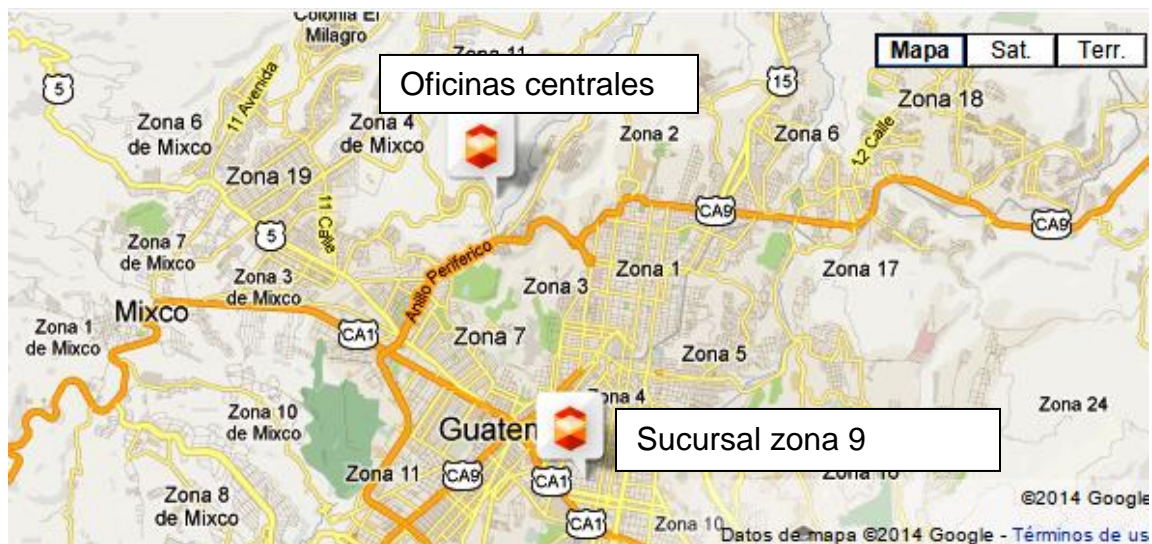 Colonia El
Milagro
Zona 11
Mapa
Sat.
Terr.
Oficinas centrales
5
15
11 Avenida
Zona 6
de Mixco
Zona 4
de Mixco
Zona 2
Zona 6
Zona 18
12 Calle
Zona 19
11 Calle
CA9
CA9
5
Zona 7
de Mixco
Anillo Periferico
Zona 3
de Mixco
Zona 3
Zona 1
Zona 17
Mixco
Zona 1
de Mixco
CA1
Zona 7
Zona 5
Zona 4
Zona 24
Zona 10
de Mixco
Guatem
Sucursal zona 9
Zona 11
CA9
CA1
Zona 8
de Mixco
CA1
Zona 10
©2014 Google
Datos de mapa ©2014 Google - Términos de us